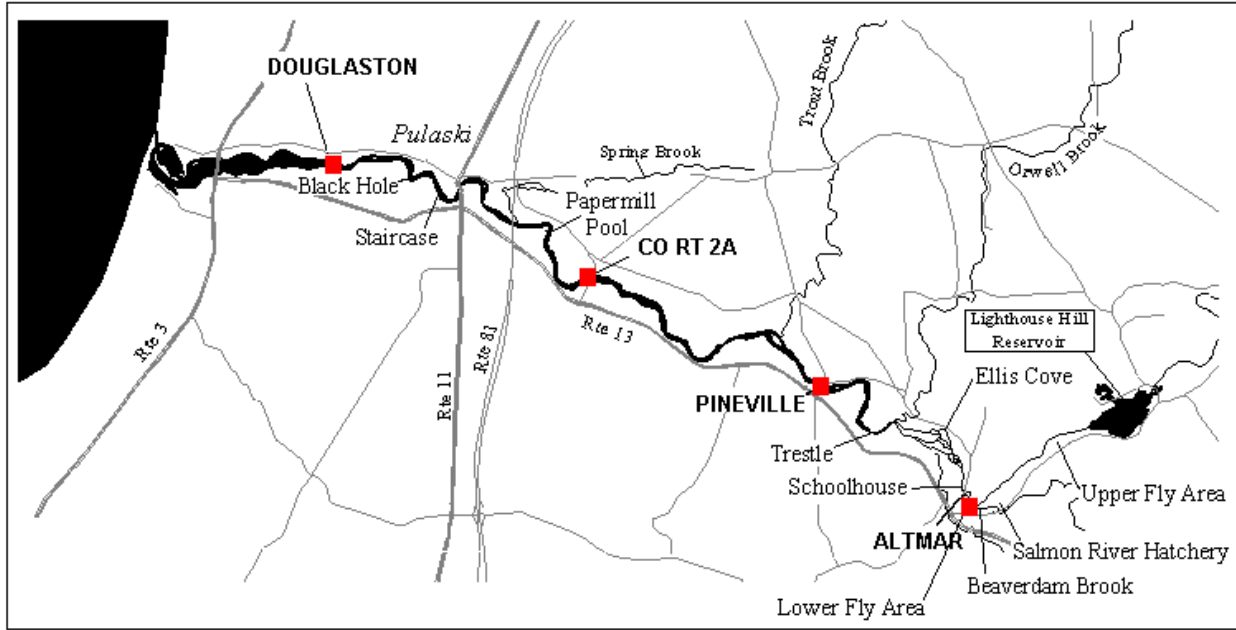 DOUGLASTON
Pulaski
Trout Brook
Spring Brook
Orwell Brook
Black Hole
Papermill
Pool
Staircase
CO RT 2A
Rte 3
Rte 11
Rte 81
Rte 13
Lighthouse Hill
Reservoir
Ellis Cove
PINEVILLE
Trestle
Schoolhouse
Upper Fly Area
ALTMAR
Salmon River Hatchery
Beaverdam Brook
Lower Fly Area